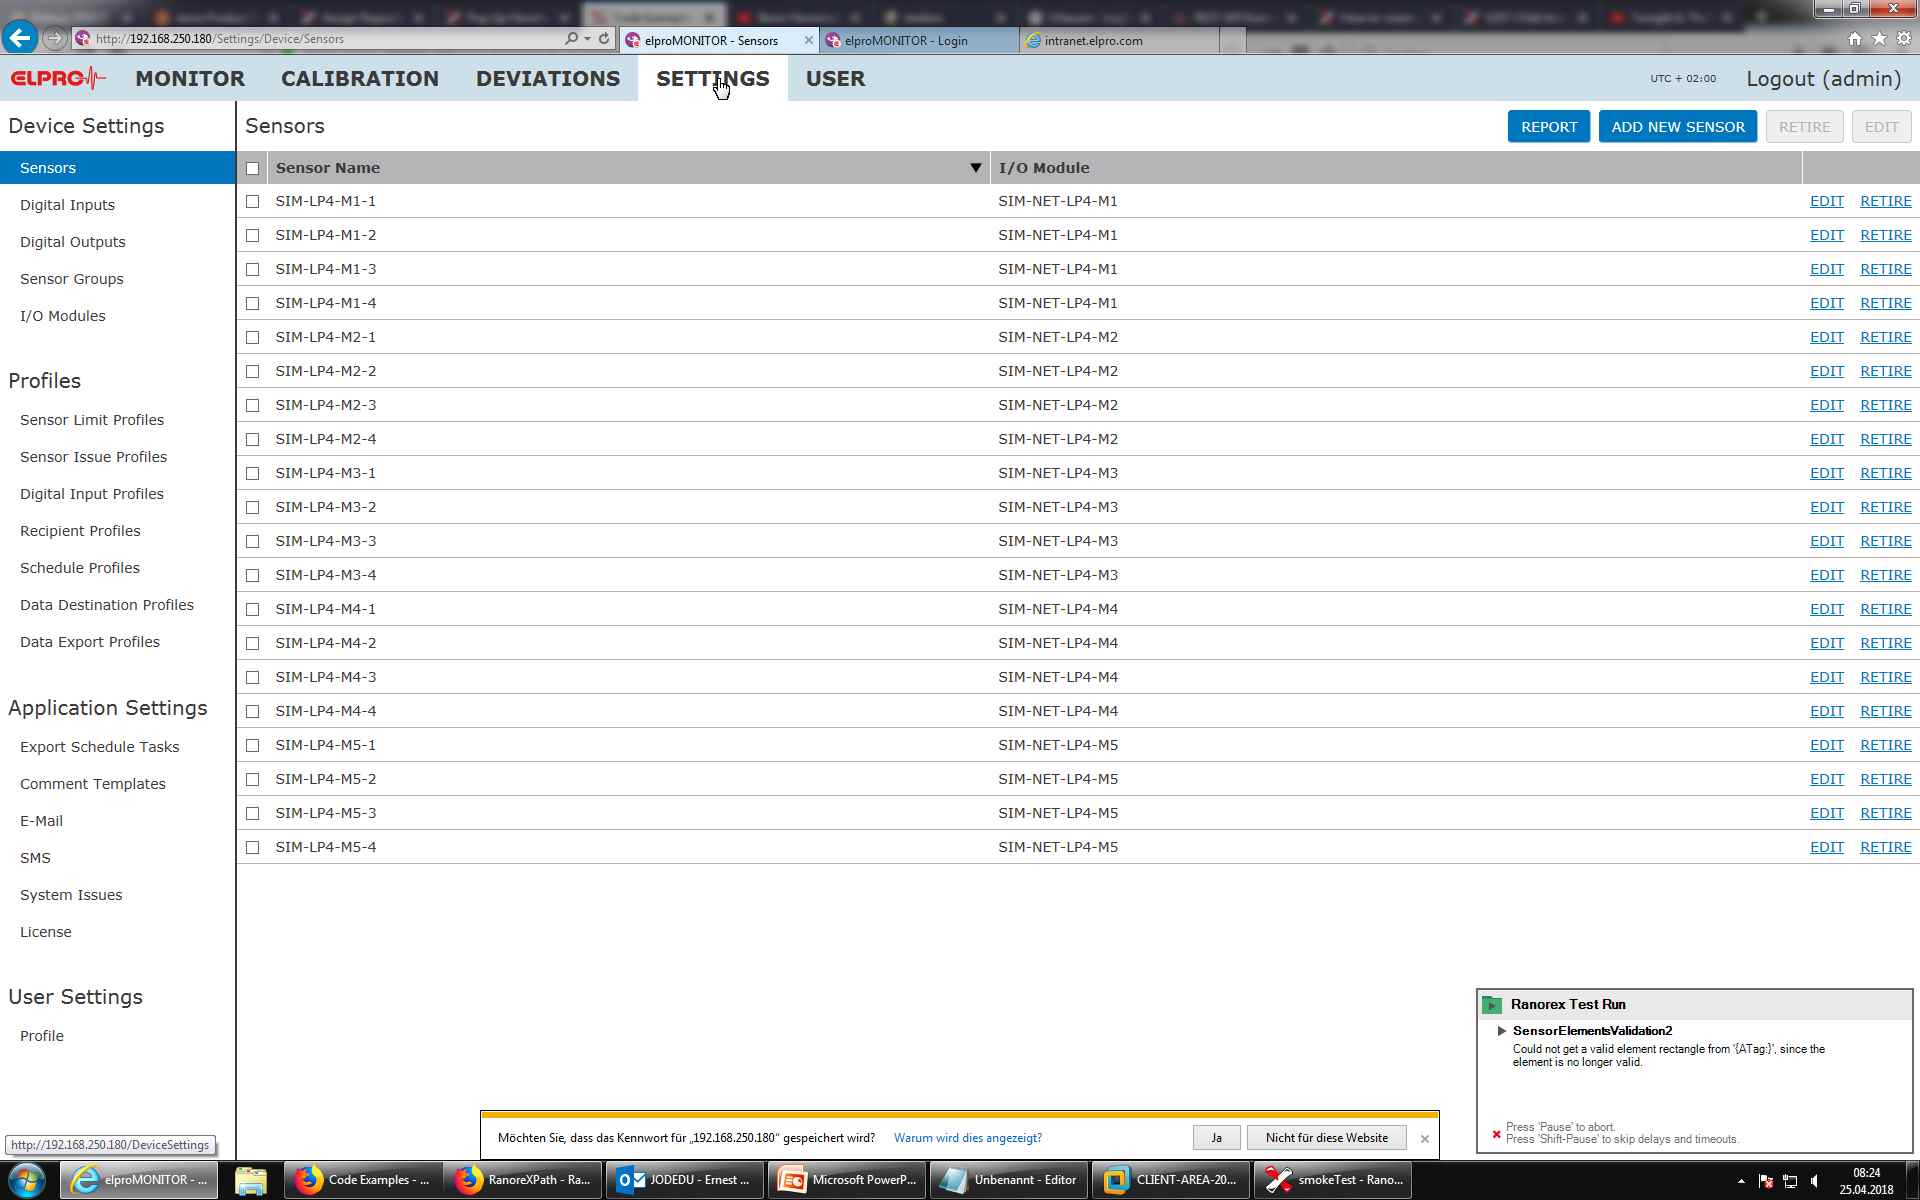 http://192.168.250.180/Settings/Device/Sensors
elproMONITOR - Sensors
elproMONITOR - Login
intranet.elpro.com
ELPRO
MONITOR
CALIBRATION
DEVIATIONS
SETTINGS
USER
UTC + 02:00
Logout (admin)
Device Settings
Sensors
Digital Inputs
Digital Outputs
Sensor Groups
I/O Modules
Profiles
Sensor Limit Profiles
Sensor Issue Profiles
Digital Input Profiles
Recipient Profiles
Schedule Profiles
Data Destination Profiles
Data Export Profiles
Application Settings
Export Schedule Tasks
Comment Templates
E-Mail
SMS
System Issues
License
User Settings
Profile
http://192.168.250.180/DeviceSettings
Sensors
REPORT
ADD NEW SENSOR
RETIRE
EDIT
Sensor Name ▼ I/O Module
SIM-LP4-M1-1 SIM-NET-LP4-M1 EDIT RETIRE
SIM-LP4-M1-2 SIM-NET-LP4-M1 EDIT RETIRE
SIM-LP4-M1-3 SIM-NET-LP4-M1 EDIT RETIRE
SIM-LP4-M1-4 SIM-NET-LP4-M1 EDIT RETIRE
SIM-LP4-M2-1 SIM-NET-LP4-M2 EDIT RETIRE
SIM-LP4-M2-2 SIM-NET-LP4-M2 EDIT RETIRE
SIM-LP4-M2-3 SIM-NET-LP4-M2 EDIT RETIRE
SIM-LP4-M2-4 SIM-NET-LP4-M2 EDIT RETIRE
SIM-LP4-M3-1 SIM-NET-LP4-M3 EDIT RETIRE
SIM-LP4-M3-2 SIM-NET-LP4-M3 EDIT RETIRE
SIM-LP4-M3-3 SIM-NET-LP4-M3 EDIT RETIRE
SIM-LP4-M3-4 SIM-NET-LP4-M3 EDIT RETIRE
SIM-LP4-M4-1 SIM-NET-LP4-M4 EDIT RETIRE
SIM-LP4-M4-2 SIM-NET-LP4-M4 EDIT RETIRE
SIM-LP4-M4-3 SIM-NET-LP4-M4 EDIT RETIRE
SIM-LP4-M4-4 SIM-NET-LP4-M4 EDIT RETIRE
SIM-LP4-M5-1 SIM-NET-LP4-M5 EDIT RETIRE
SIM-LP4-M5-2 SIM-NET-LP4-M5 EDIT RETIRE
SIM-LP4-M5-3 SIM-NET-LP4-M5 EDIT RETIRE
SIM-LP4-M5-4 SIM-NET-LP4-M5 EDIT RETIRE
Ranorex Test Run
SensorElementsValidation2
Could not get a valid element rectangle from '{ATag:}', since the
element is no longer valid.
Press 'Pause' to abort.
Press 'Shift-Pause' to skip delays and timeouts.
Möchten Sie, dass das Kennwort für „192.168.250.180“ gespeichert wird?
Warum wird dies angezeigt?
Ja
Nicht für diese Website
elproMONITOR - ...
Code Examples - ...
RanoreXPath - Ra...
JODEDU - Ernest ...
Microsoft PowerP...
Unbenannt - Editor
CLIENT-AREA-20...
smokeTest - Rano...
08:24
25.04.2018